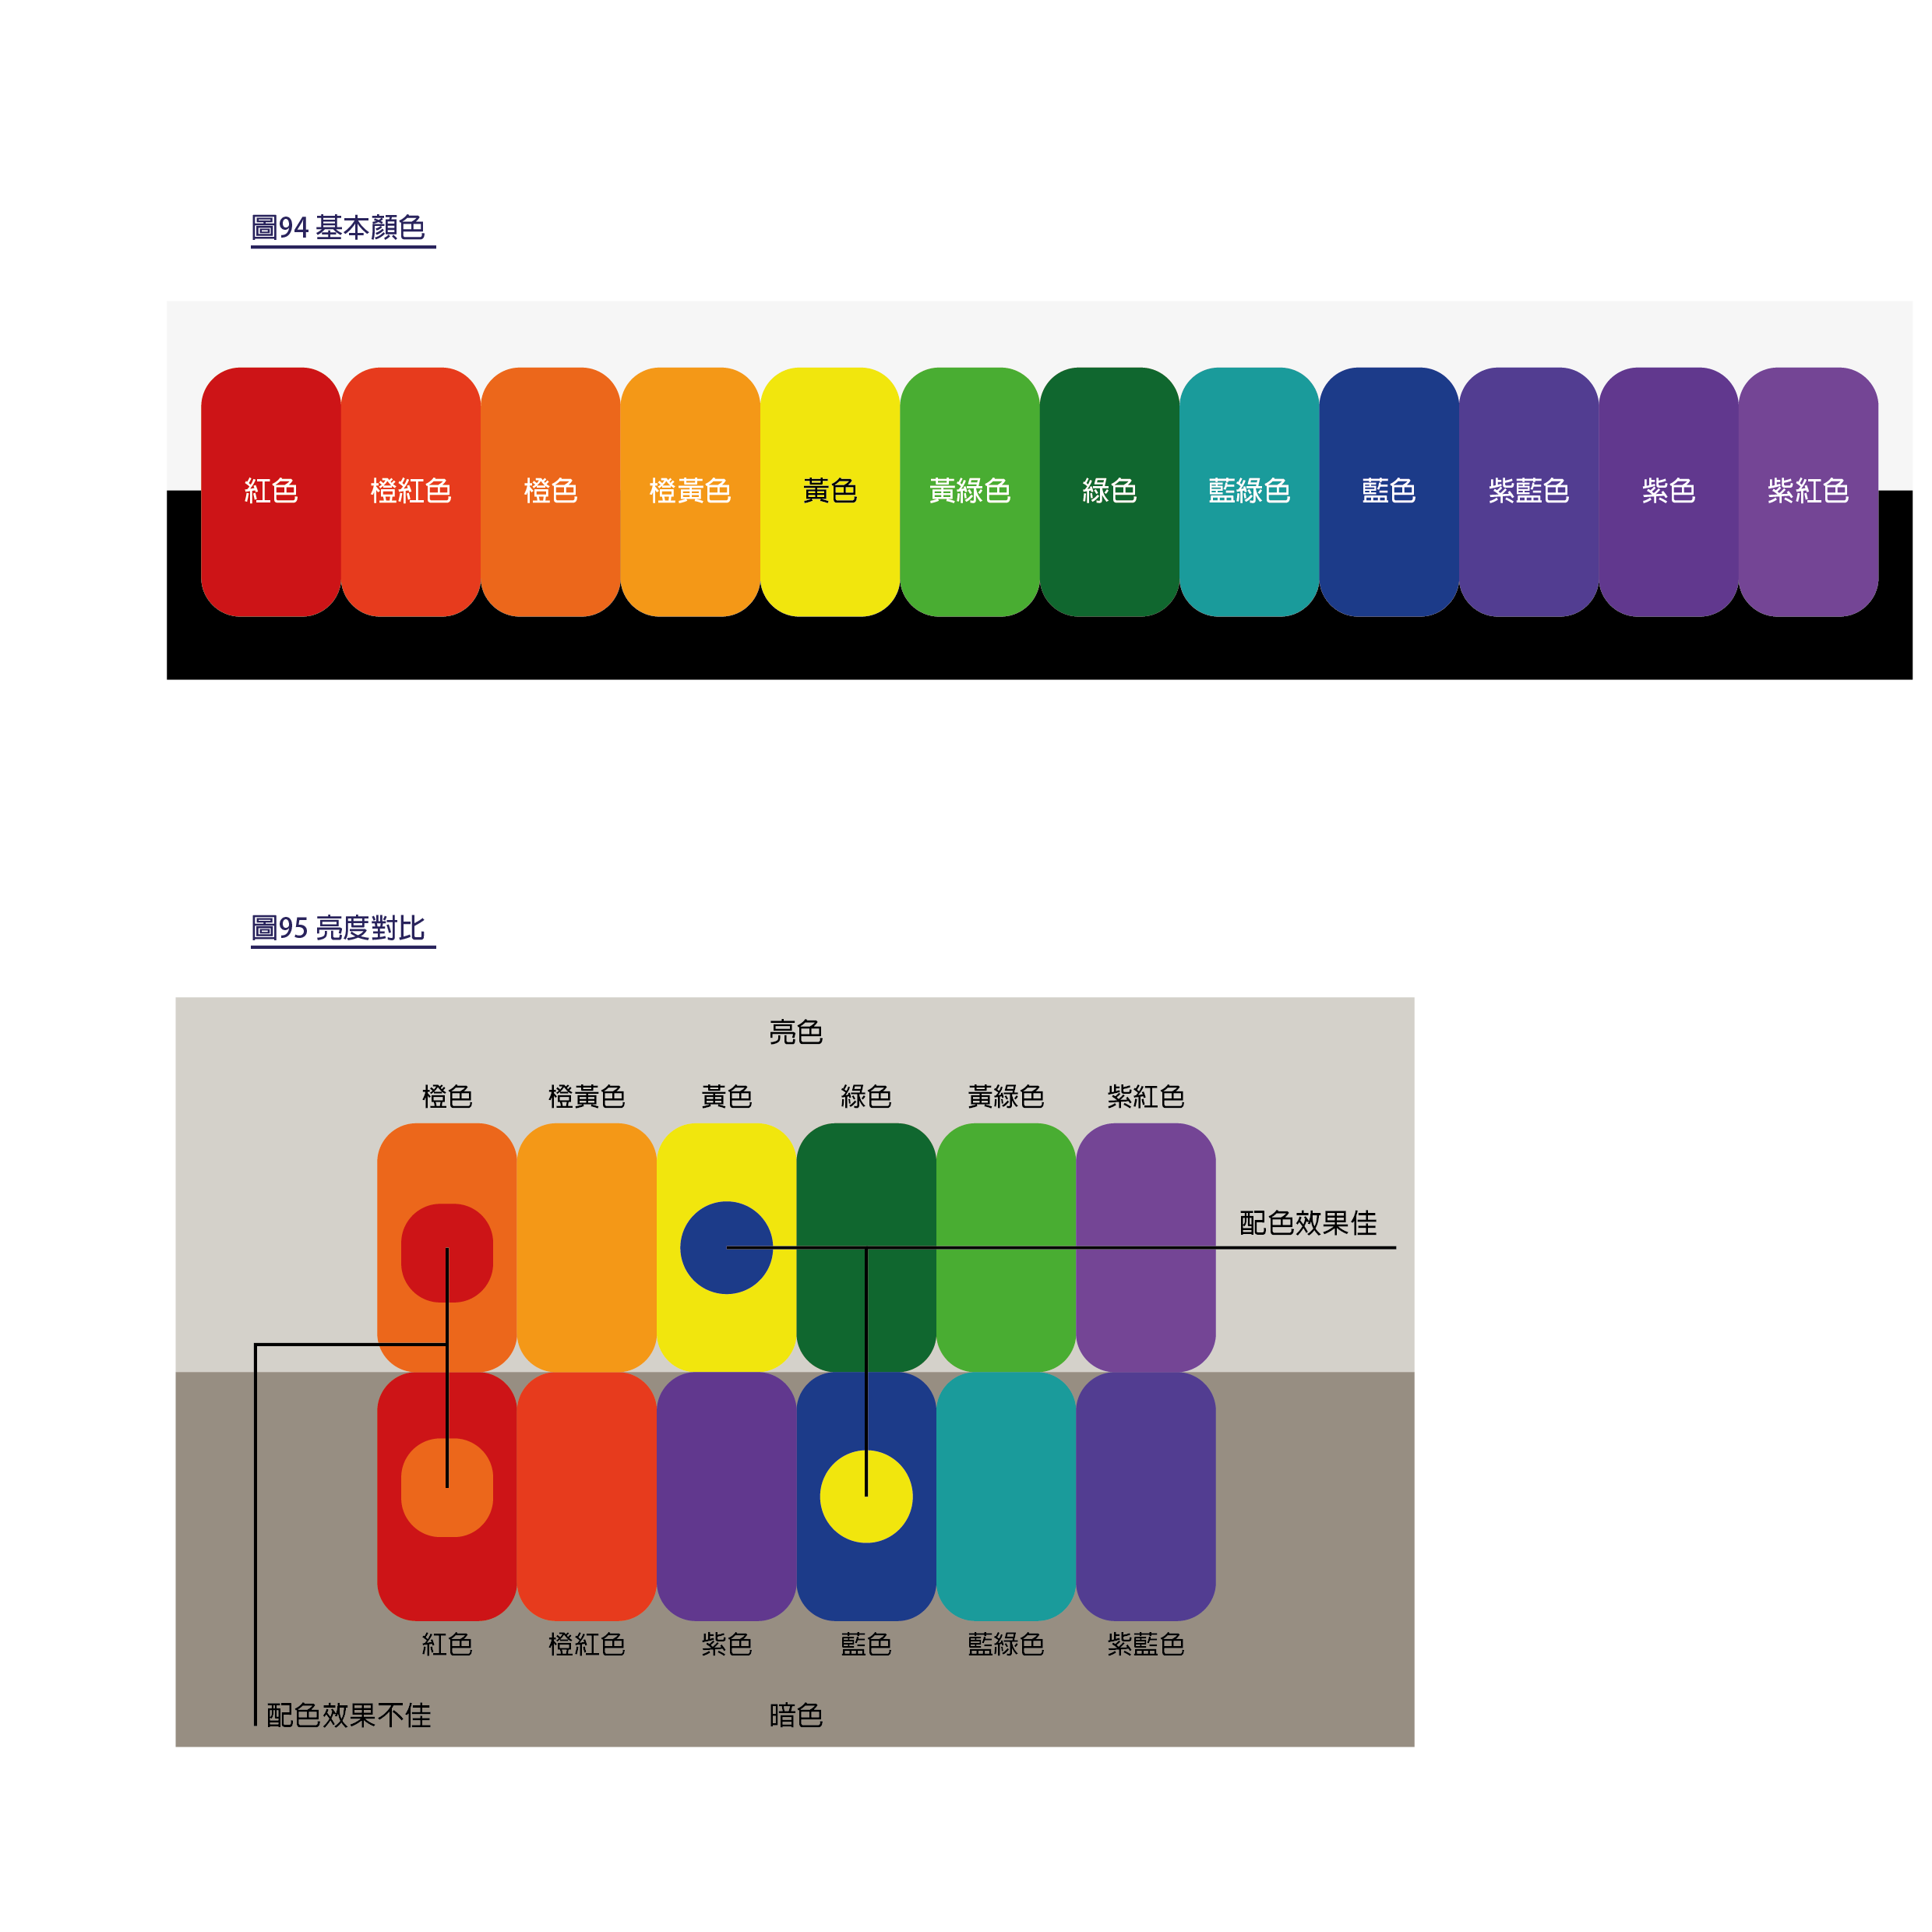 圖94 基本顏色
紅色 橙紅色 橙色 橙黃色 黃色 黃綠色 綠色 藍綠色 藍色 紫藍色 紫色 紫紅色
圖95 亮度對比
亮色
橙色 橙黃色 黃色 綠色 黃綠色 紫紅色
配色效果佳
紅色 橙紅色 紫色 藍色 藍綠色 紫藍色
配色效果不佳 暗色